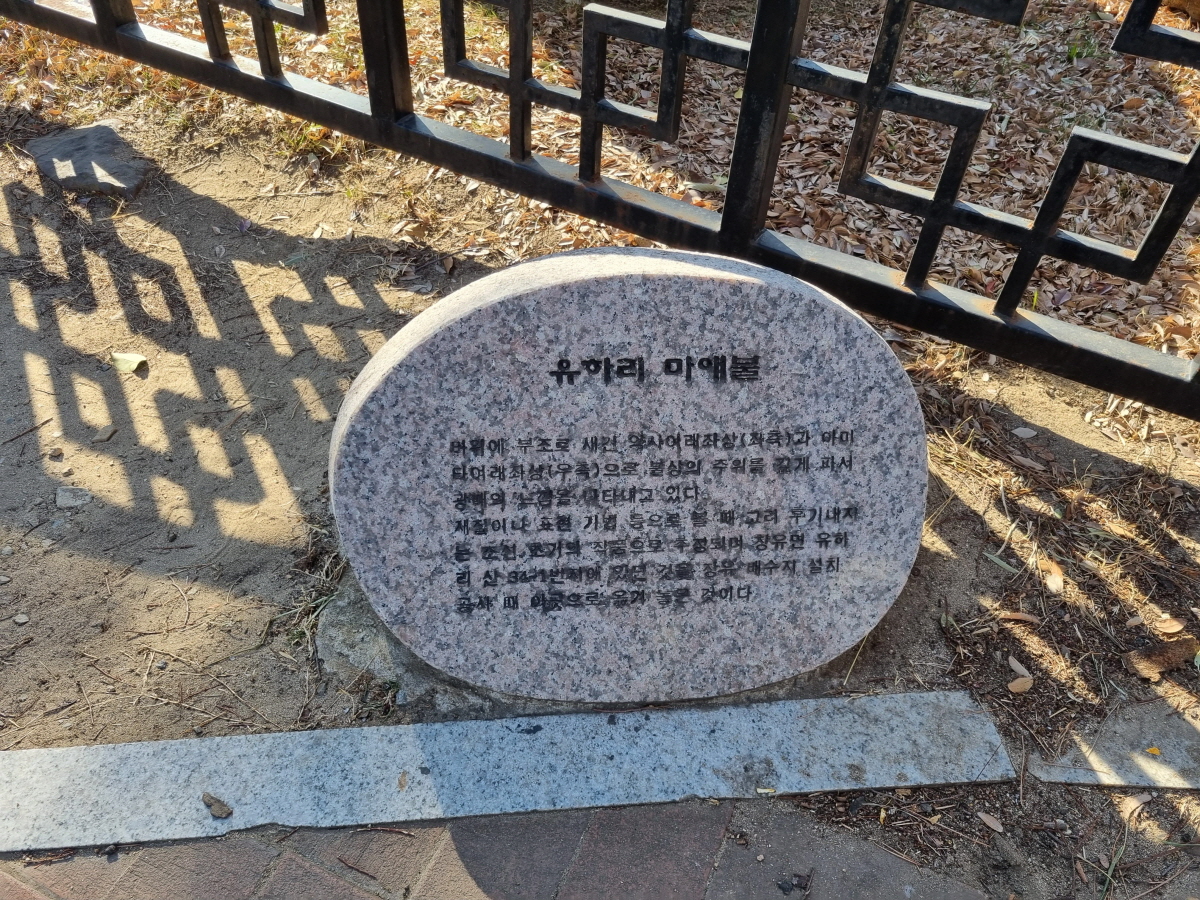 유하리 마애불
바위에 부조로 새긴 약사여래좌상(좌측)과 아미
타여래좌상(우측)으로 불상의 주위를 깊게 파서
광배의 느낌을 나타내고 있다
재질이나 표현 기법 등으로 볼 때 고려 후기내지
는 조선 초기의 작품으로 추정되며 장유면 유하
리 산 34-1번지에 있던 것을 장유 배수지 설치
공사 때 이곳으로 옮겨 놓은 것이다